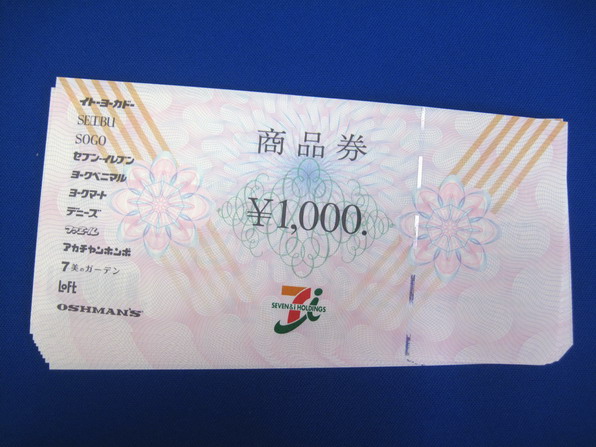 イトーヨーカドー
SEIBU
SOGO
セブン-イレブン
ヨークベニマル
ヨークマート
デニーズ
ファミール
アカチャンホンポ
7美のガーデン
LoFt
OSHMAN'S
商品券
¥1,000.
7i
SEVEN & I HOLDINGS